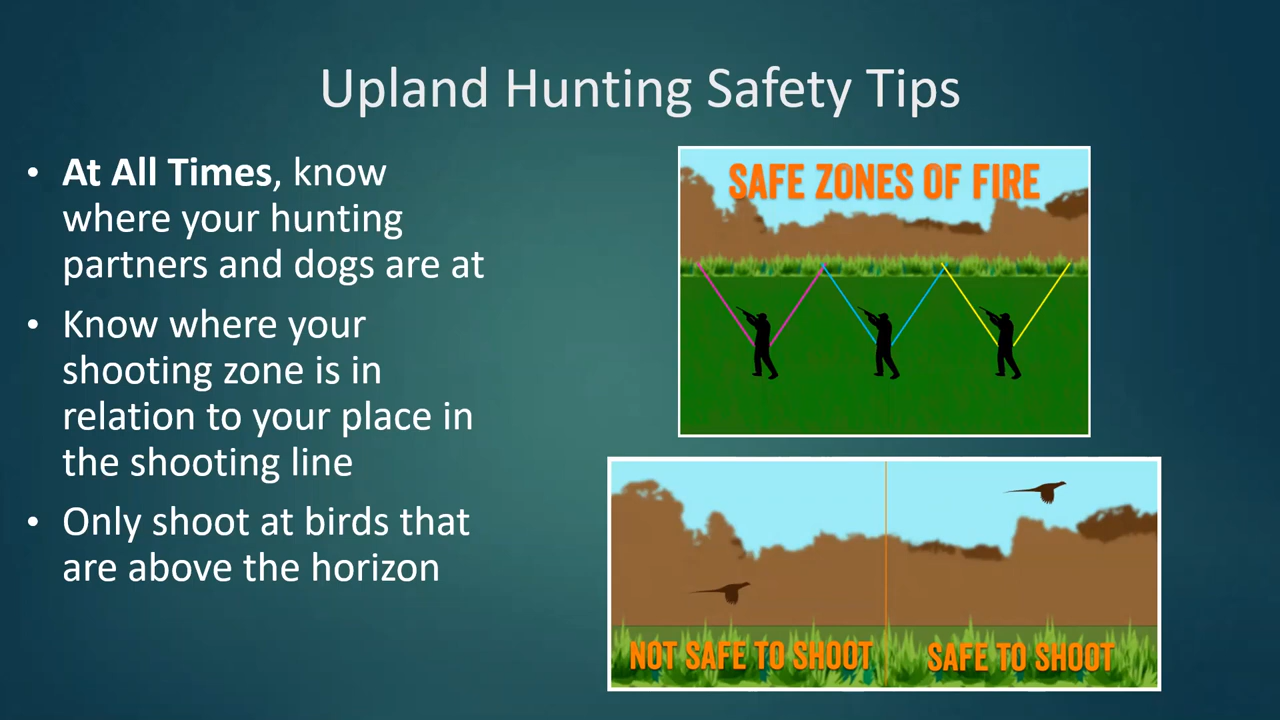 Upland Hunting Safety Tips
• At All Times, know
where your hunting
partners and dogs are at
• Know where your
shooting zone is in
relation to your place in
the shooting line
• Only shoot at birds that
are above the horizon
SAFE ZONES OF FIRE
NOT SAFE TO SHOOT
SAFE TO SHOOT